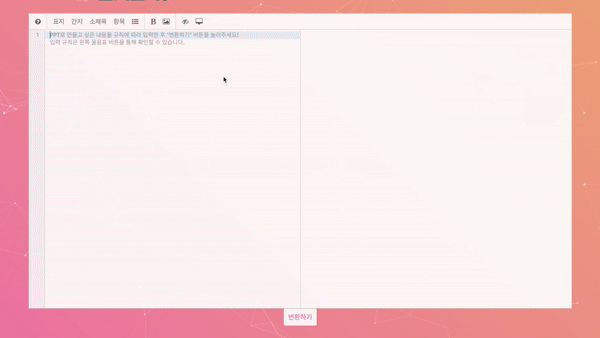 표지 간지 소제목 항목 B
1 PPT로 만들고 싶은 내용을 규칙에 따라 입력한 후 "변환하기" 버튼을 눌러주세요!
입력 규칙은 왼쪽 물음표 버튼을 통해 확인할 수 있습니다.
변환하기